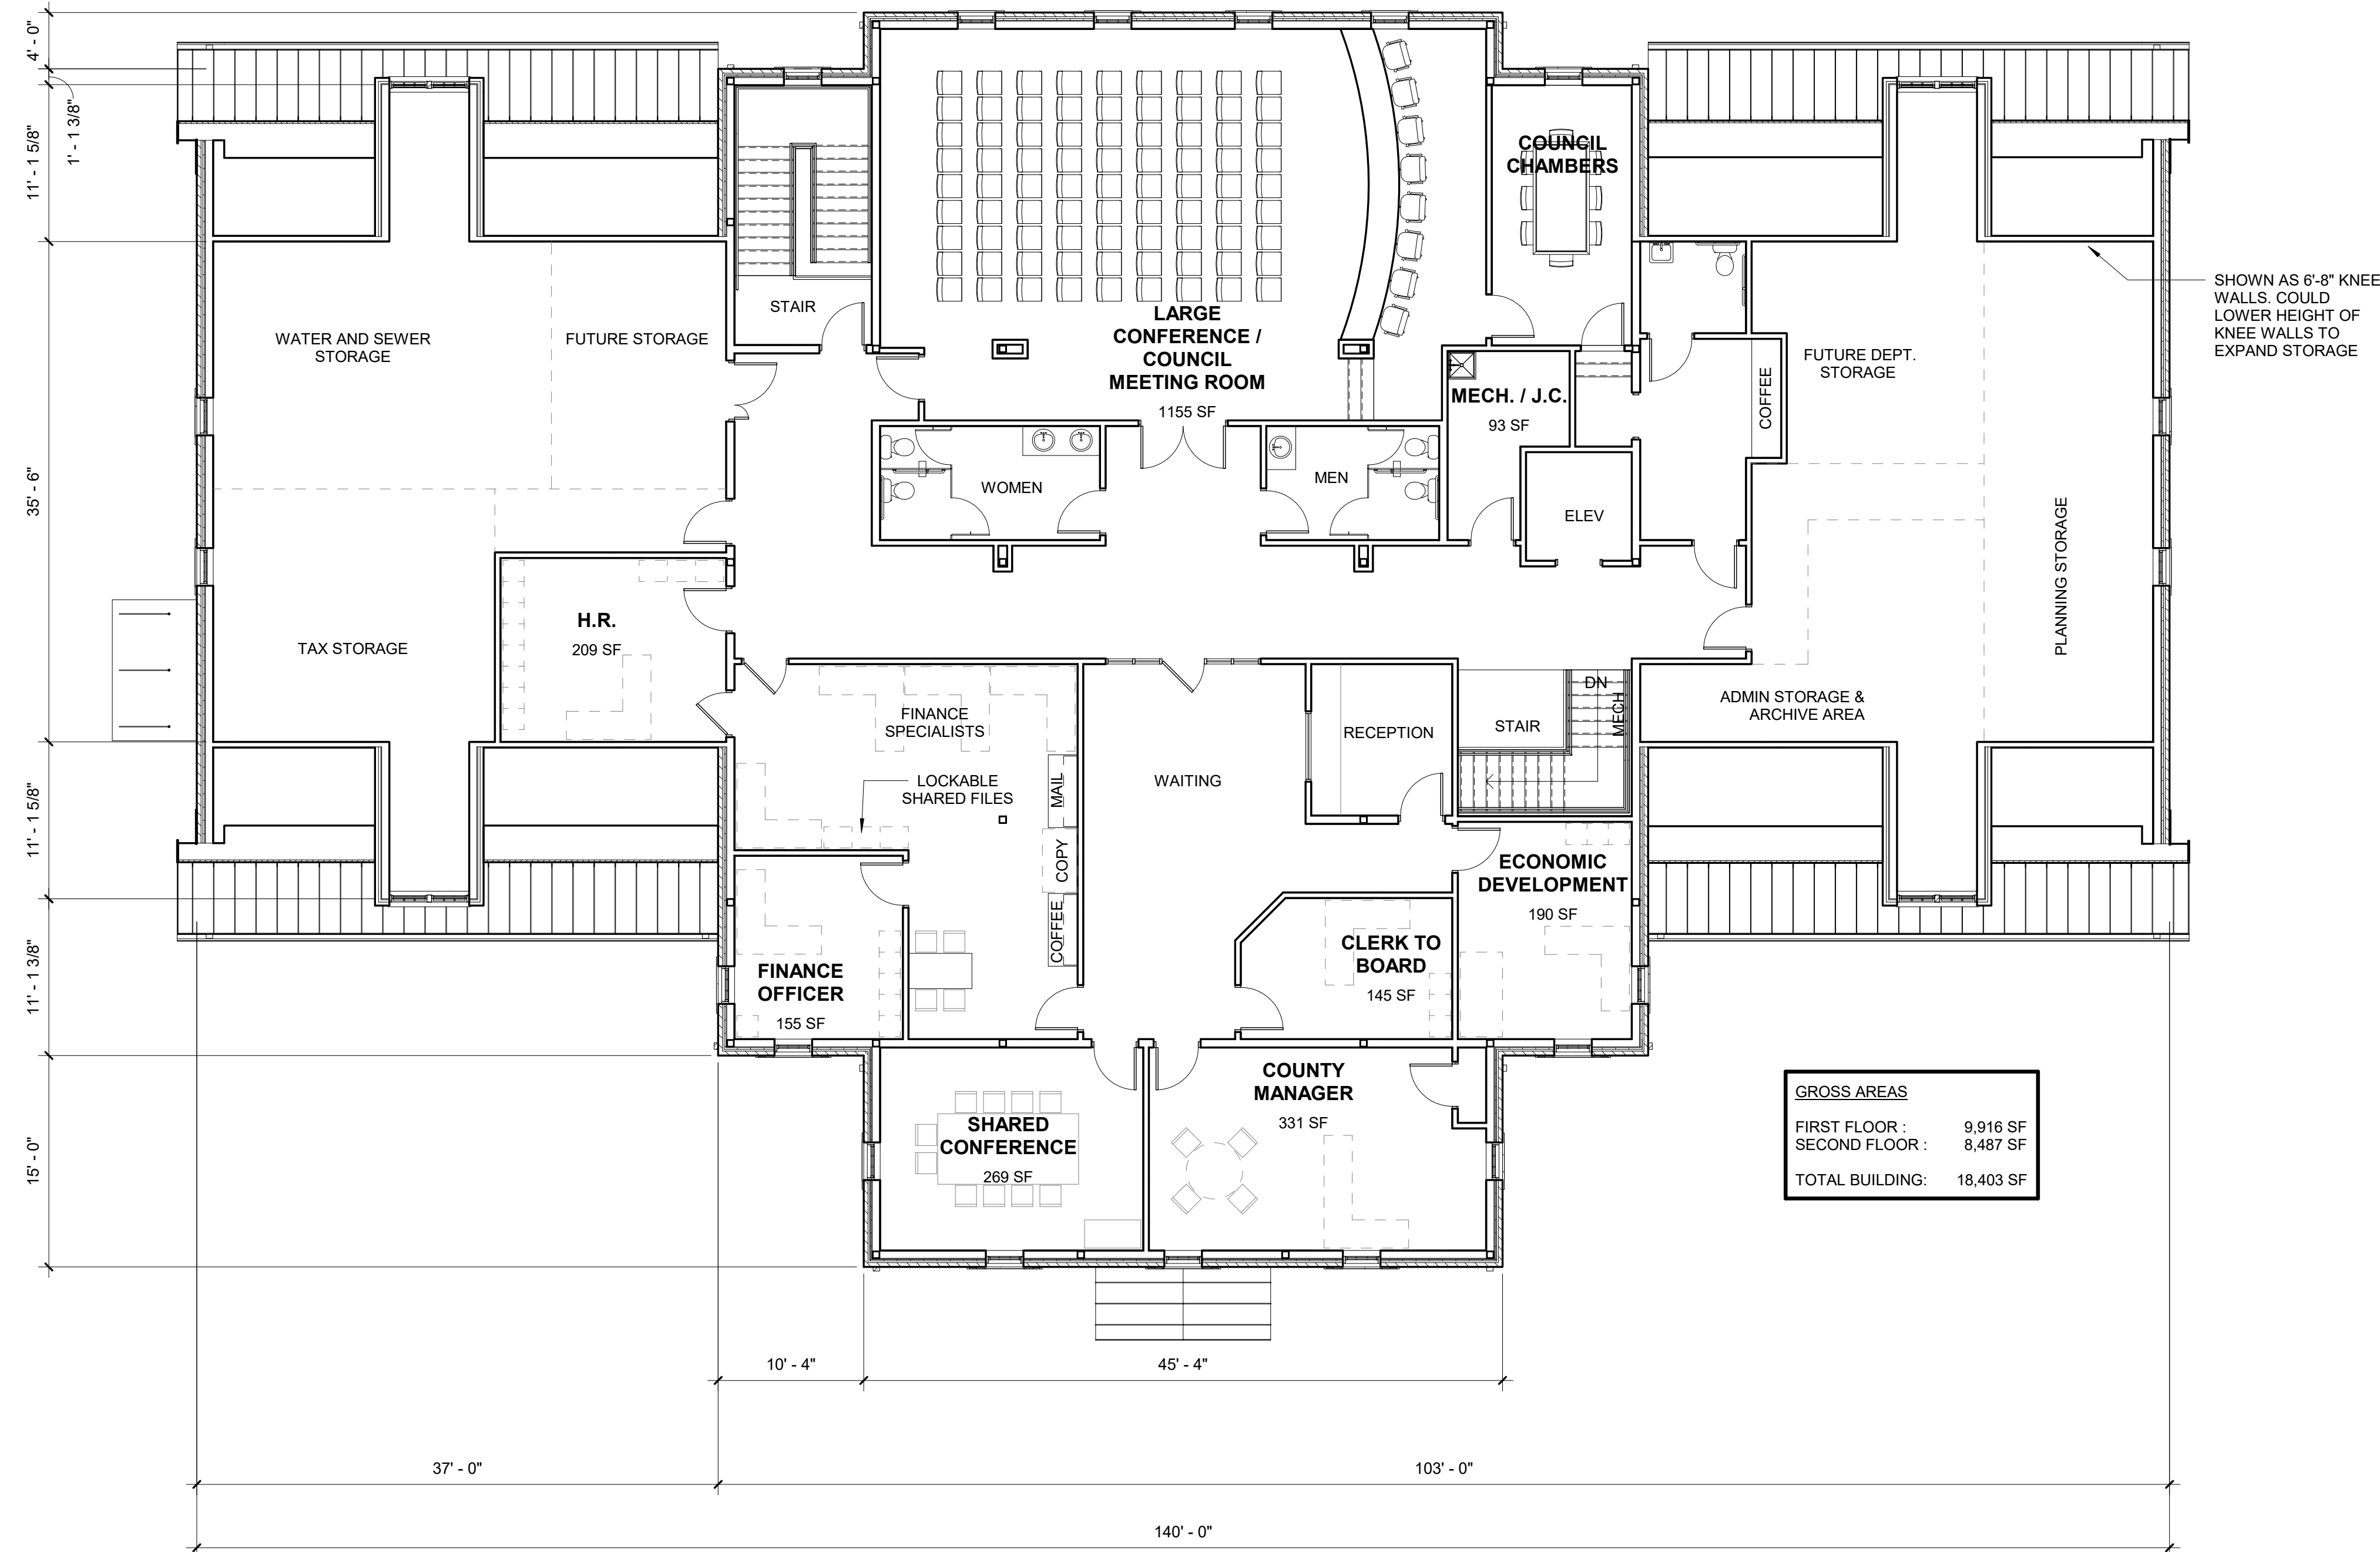 4' - 0"
1' - 1 3/8"
11' - 1 5/8"
35' - 6"
11' - 1 5/8"
11' - 1 3/8"
15' - 0"
COUNCIL
CHAMBERS
STAIR
WATER AND SEWER
STORAGE
FUTURE STORAGE
LARGE
CONFERENCE /
COUNCIL
MEETING ROOM
1155 SF
MECH. / J.C.
93 SF
COFFEE
FUTURE DEPT.
STORAGE
SHOWN AS 6'-8" KNEE
WALLS. COULD
LOWER HEIGHT OF
KNEE WALLS TO
EXPAND STORAGE
WOMEN
MEN
ELEV
PLANNING STORAGE
H.R.
209 SF
TAX STORAGE
FINANCE
SPECIALISTS
LOCKABLE
SHARED FILES
MAIL
COPY
COFFEE
WAITING
RECEPTION
STAIR
DN
MECH
ADMIN STORAGE &
ARCHIVE AREA
ECONOMIC
DEVELOPMENT
190 SF
CLERK TO
BOARD
145 SF
FINANCE
OFFICER
155 SF
SHARED
CONFERENCE
269 SF
COUNTY
MANAGER
331 SF
GROSS AREAS
FIRST FLOOR : 9,916 SF
SECOND FLOOR : 8,487 SF
TOTAL BUILDING: 18,403 SF
10' - 4"
45' - 4"
37' - 0"
103' - 0"
140' - 0"